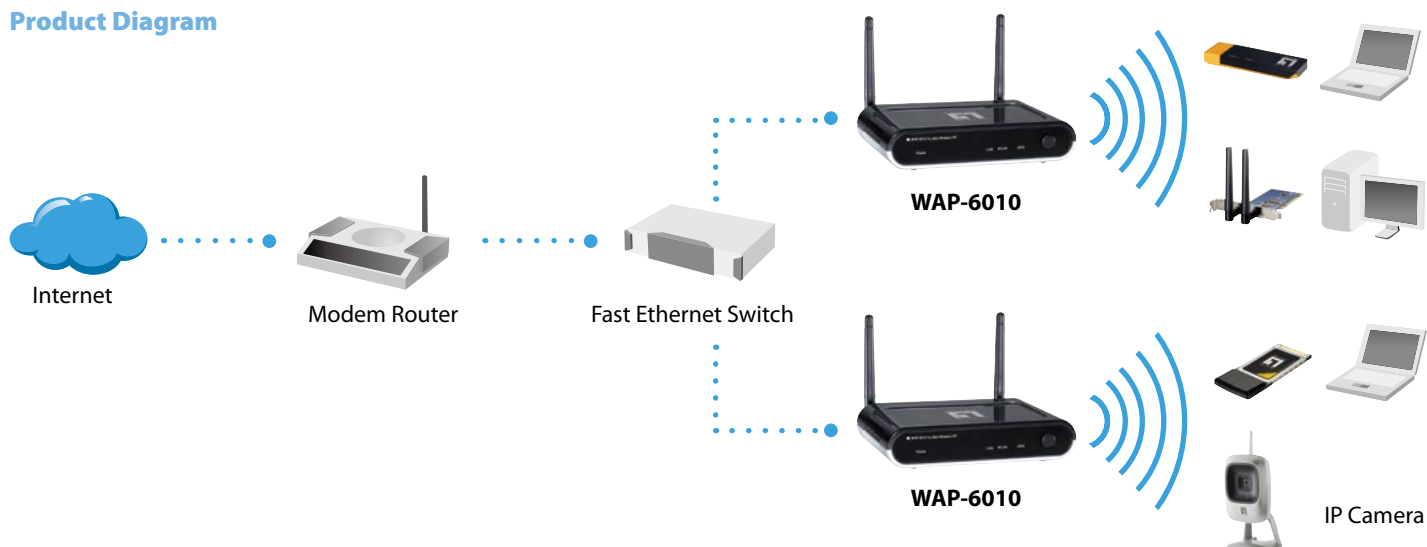 Product Diagram
WAP-6010
Internet
Modem Router
Fast Ethernet Switch
WAP-6010
IP Camera